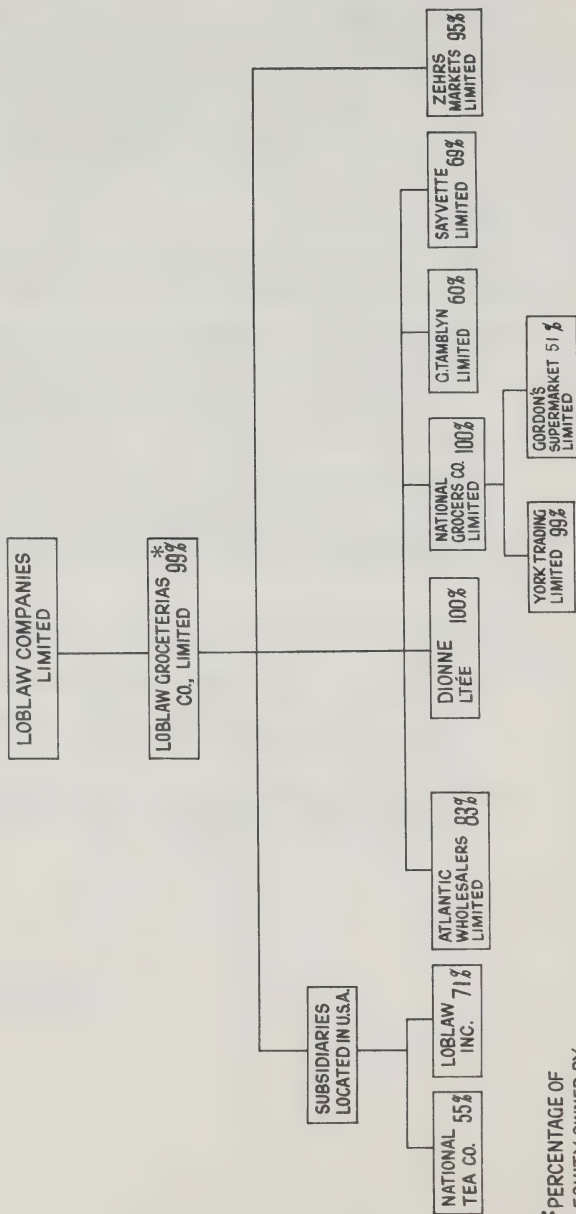 LOBLAW COMPANIES
LIMITED
LOBLAW GROCETERIAS *
CO., LIMITED 99%
SUBSIDIARIES
LOCATED IN U.S.A.
NATIONAL
TEA CO. 55%
LOBLAW
INC. 71%
ATLANTIC
WHOLESALERS 83%
LIMITED
DIONNE 100%
LTÉE
NATIONAL
GROCERS CO. 100%
LIMITED
G.TAMBLYN 60%
LIMITED
SAYVETTE 69%
LIMITED
ZEHRS
MARKETS 95%
LIMITED
YORK TRADING
LIMITED 99%
GORDON'S
SUPERMARKET 51%
LIMITED
*PERCENTAGE OF
EQUITY OWNED BY